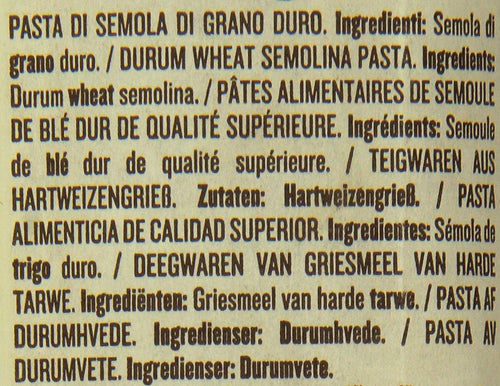 PASTA DI SEMOLA DI GRANO DURO. Ingredienti: Semola di
grano duro. / DURUM WHEAT SEMOLINA PASTA. Ingredients:
Durum wheat semolina. / PÂTES ALIMENTAIRES DE SEMOULE
DE BLÉ DUR DE QUALITÉ SUPÉRIEURE. Ingrédients: Semoule
de blé dur de qualité supérieure. / TEIGWAREN AUS
HARTWEIZENGRIEß. Zutaten: Hartweizengrieß. / PASTA
ALIMENTICIA DE CALIDAD SUPERIOR. Ingredientes: Sémola de
trigo duro. / DEEGWAREN VAN GRIESMEEL VAN HARDE
TARWE. Ingrediënten: Griesmeel van harde tarwe. / PASTA AF
DURUMHVEDE. Ingredienser: Durumhvede. / PASTA AV
DURUMVETE. Ingredienser: Durumvete.